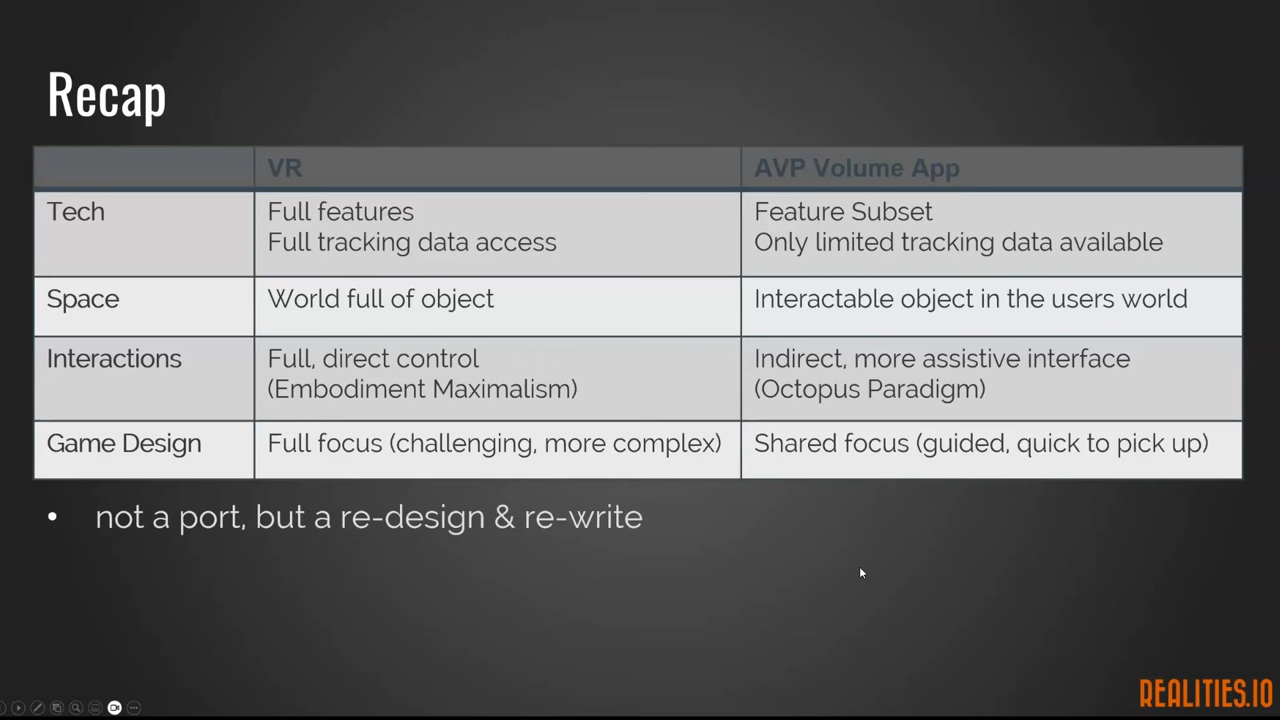 Recap
VR
AVP Volume App
Tech
Full features
Full tracking data access
Feature Subset
Only limited tracking data available
Space
World full of object
Interactable object in the users world
Interactions
Full, direct control
(Embodiment Maximalism)
Indirect, more assistive interface
(Octopus Paradigm)
Game Design
Full focus (challenging, more complex)
Shared focus (guided, quick to pick up)
• not a port, but a re-design & re-write
REALITIES.IO